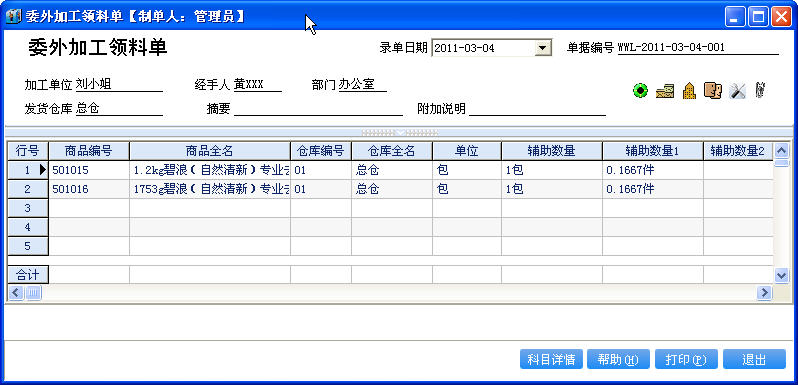 委外加工领料单【制单人：管理员】
委外加工领料单 录单日期 2011-03-04 单据编号 WWL-2011-03-04-001
加工单位 刘小姐 经手人 黄XXX 部门 办公室
发货仓库 总仓 摘要 附加说明
行号 商品编号 商品全名 仓库编号 仓库全名 单位 辅助数量 辅助数量1 辅助数量2
1 501015 1.2kg碧浪（自然清新）专业去 01 总仓 包 1包 0.1667件
2 501016 1753g碧浪（自然清新）专业去 01 总仓 包 1包 0.1667件
3
4
5
合计
科目详情 帮助(H) 打印(P) 退出